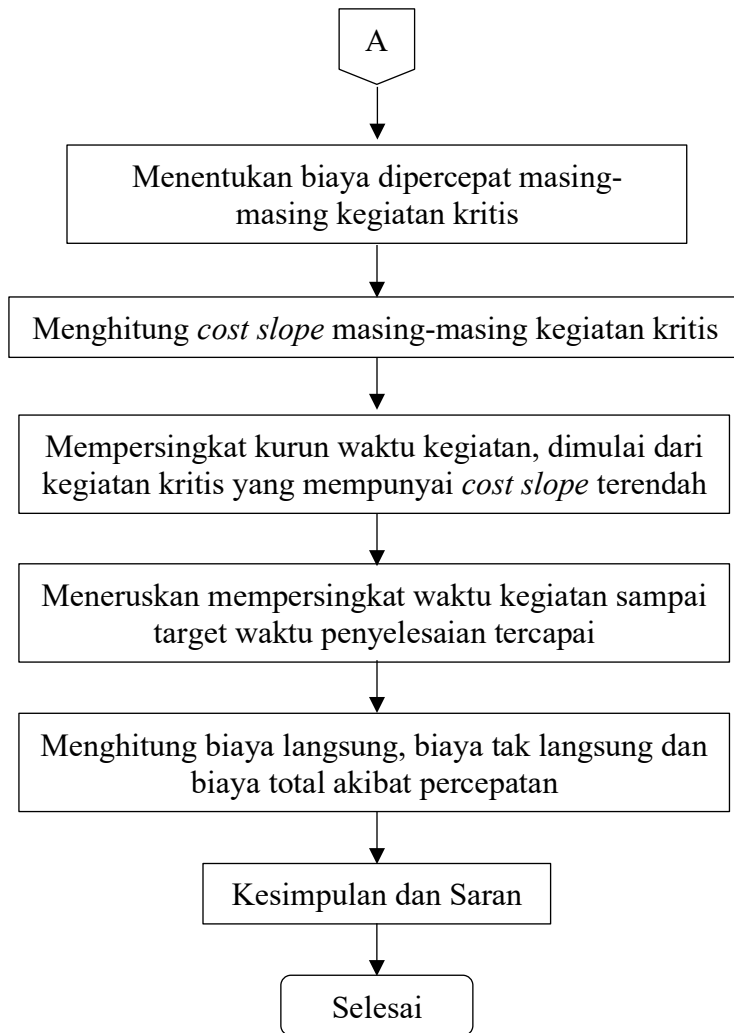 A
Menentukan biaya dipercepat masing-
masing kegiatan kritis
Menghitung cost slope masing-masing kegiatan kritis
Mempersingkat kurun waktu kegiatan, dimulai dari
kegiatan kritis yang mempunyai cost slope terendah
Meneruskan mempersingkat waktu kegiatan sampai
target waktu penyelesaian tercapai
Menghitung biaya langsung, biaya tak langsung dan
biaya total akibat percepatan
Kesimpulan dan Saran
Selesai